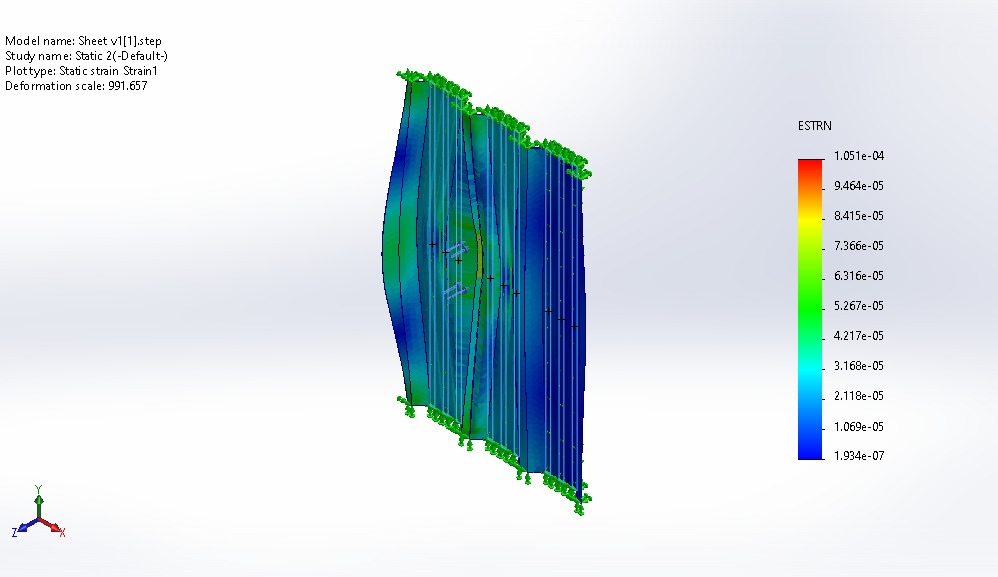 Model name: Sheet v1[1].step
Study name: Static 2(-Default-)
Plot type: Static strain Strain1
Deformation scale: 991.657
ESTRN
1.051e-04
9.464e-05
8.415e-05
7.366e-05
6.316e-05
5.267e-05
4.217e-05
3.168e-05
2.118e-05
1.069e-05
1.934e-07
Y
Z
X